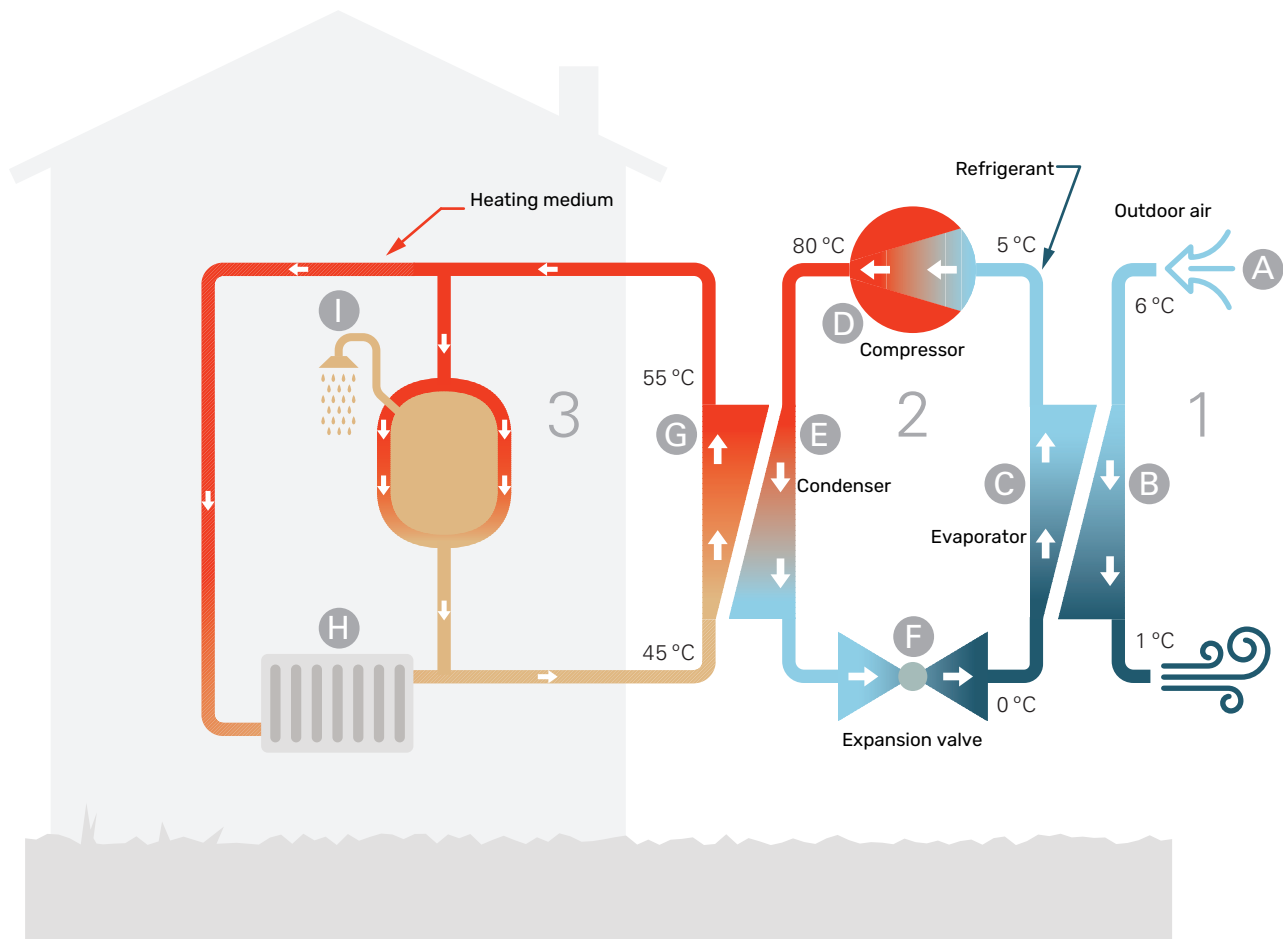 Refrigerant
Heating medium
Outdoor air
80 °C
5 °C
A
6 °C
I
D
Compressor
55 °C
3
2
1
G
E
C
B
Condenser
Evaporator
H
F
45 °C
1 °C
0 °C
Expansion valve